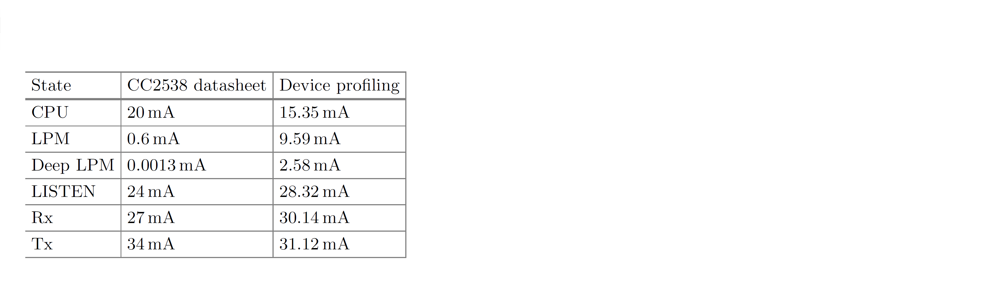 State CC2538 datasheet Device profiling
CPU 20 mA 15.35 mA
LPM 0.6 mA 9.59 mA
Deep LPM 0.0013 mA 2.58 mA
LISTEN 24 mA 28.32 mA
Rx 27 mA 30.14 mA
Tx 34 mA 31.12 mA